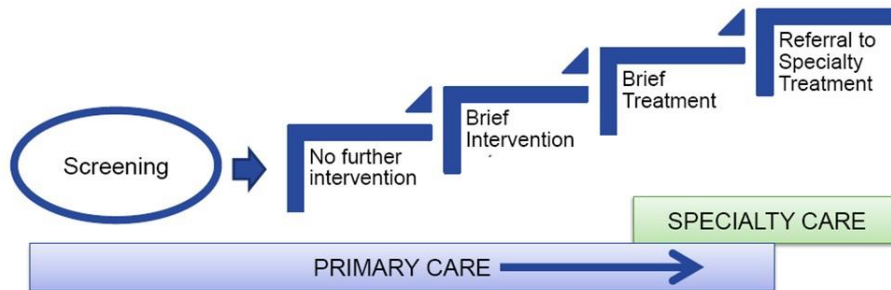 Screening
No further
intervention
Brief
Intervention
Brief
Treatment
Referral to
Specialty
Treatment
SPECIALTY CARE
PRIMARY CARE